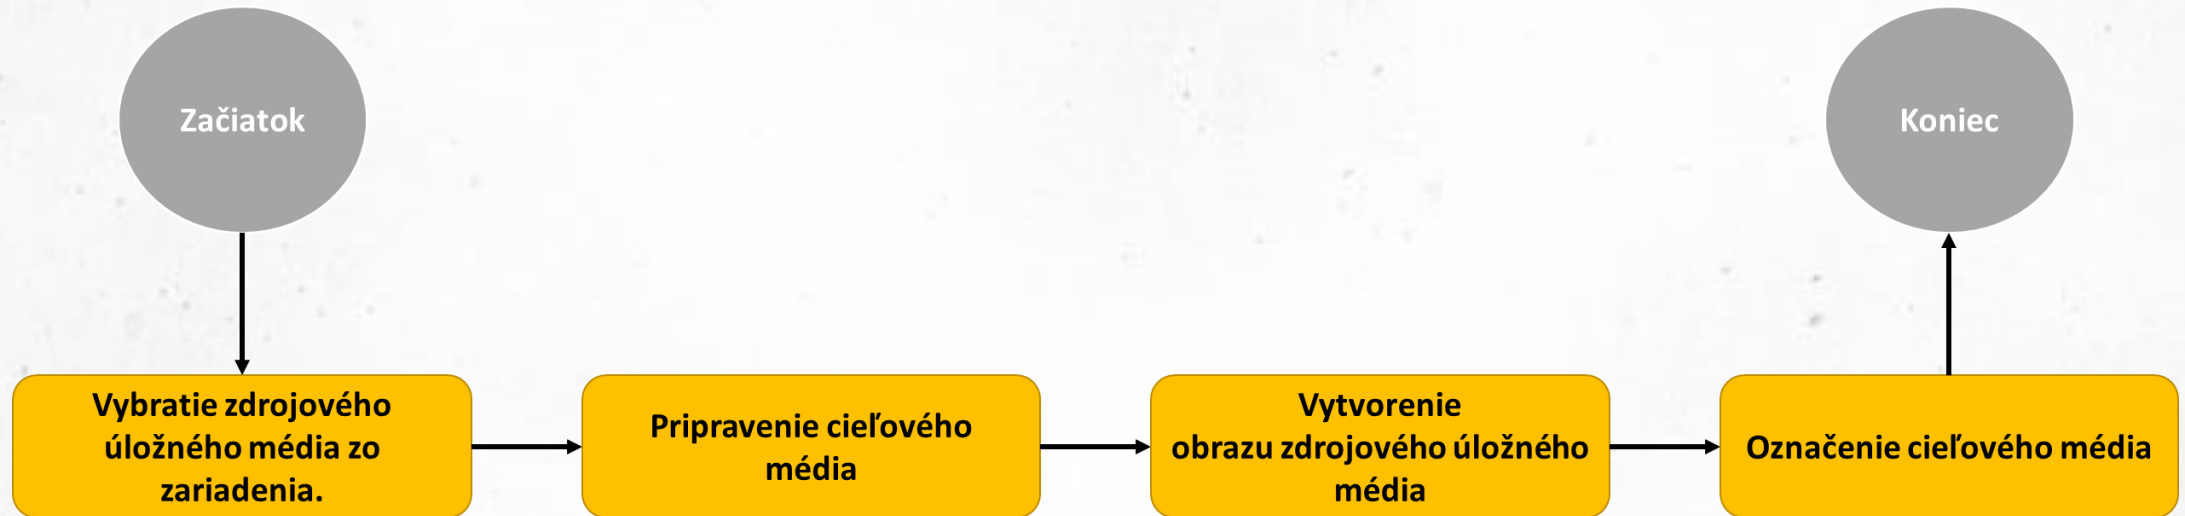 Začiatok
Koniec
Vybratie zdrojového
úložného média zo
zariadenia.
Pripravenie cieľového
média
Vytvorenie
obrazu zdrojového úložného
média
Označenie cieľového média